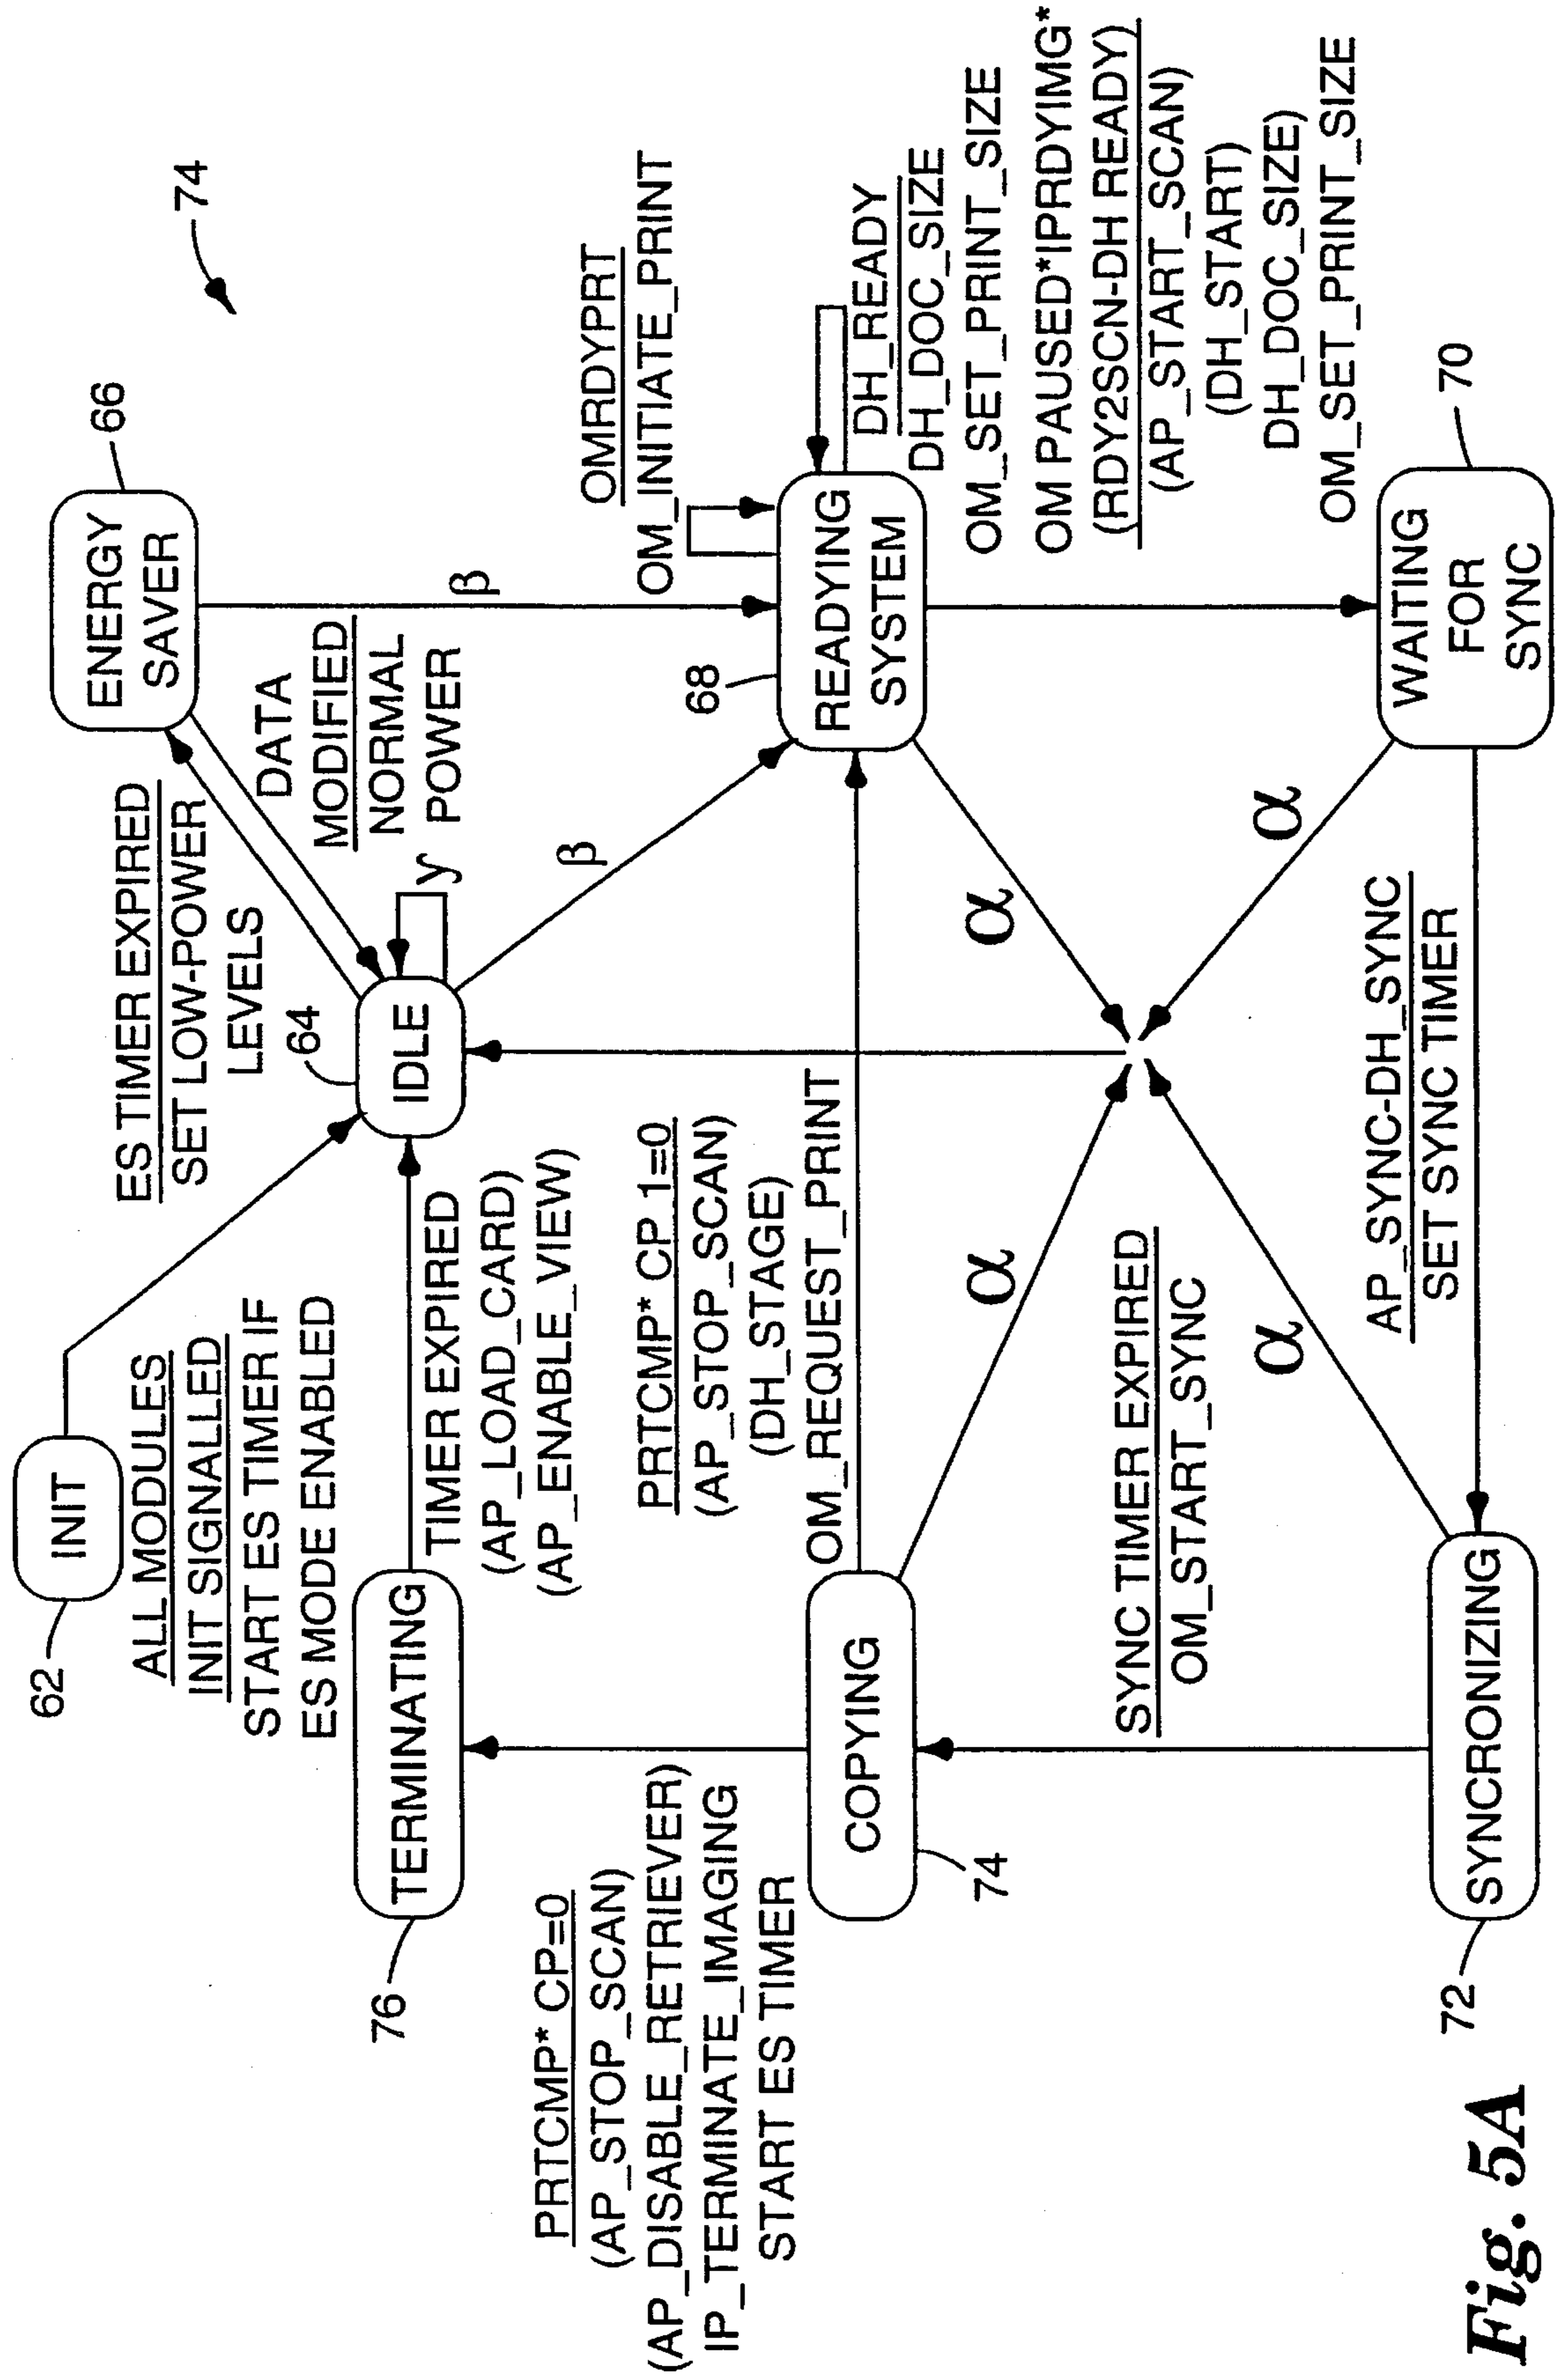 74
62
INIT
ALL MODULES
INIT SIGNALLED
START ES TIMER IF
ES MODE ENABLED
ES TIMER EXPIRED
SET LOW-POWER
LEVELS
66
ENERGY
SAVER
DATA
MODIFIED
NORMAL
POWER
β
64
IDLE
y
β
76
TERMINATING
TIMER EXPIRED
(AP_LOAD_CARD)
(AP_ENABLE_VIEW)
OMRDYPRT
OM_INITIATE_PRINT
68
READYING
SYSTEM
DH_READY
DH_DOC_SIZE
OM_SET_PRINT_SIZE
PRTCMP* CP=0
(AP_STOP_SCAN)
(AP_DISABLE_RETRIEVER)
IP_TERMINATE_IMAGING
START ES TIMER
PRTCMP* CP 1=0
(AP_STOP_SCAN)
(DH_STAGE)
OM_REQUEST_PRINT
COPYING
74
α
α
OM PAUSED*IPRDYIMG*
(RDY2SCN-DH READY)
(AP_START_SCAN)
(DH_START)
DH_DOC_SIZE)
OM_SET_PRINT_SIZE
SYNC TIMER EXPIRED
OM_START_SYNC
α
α
AP_SYNC-DH_SYNC
SET SYNC TIMER
70
WAITING
FOR
SYNC
72
SYNCRONIZING
Fig. 5A